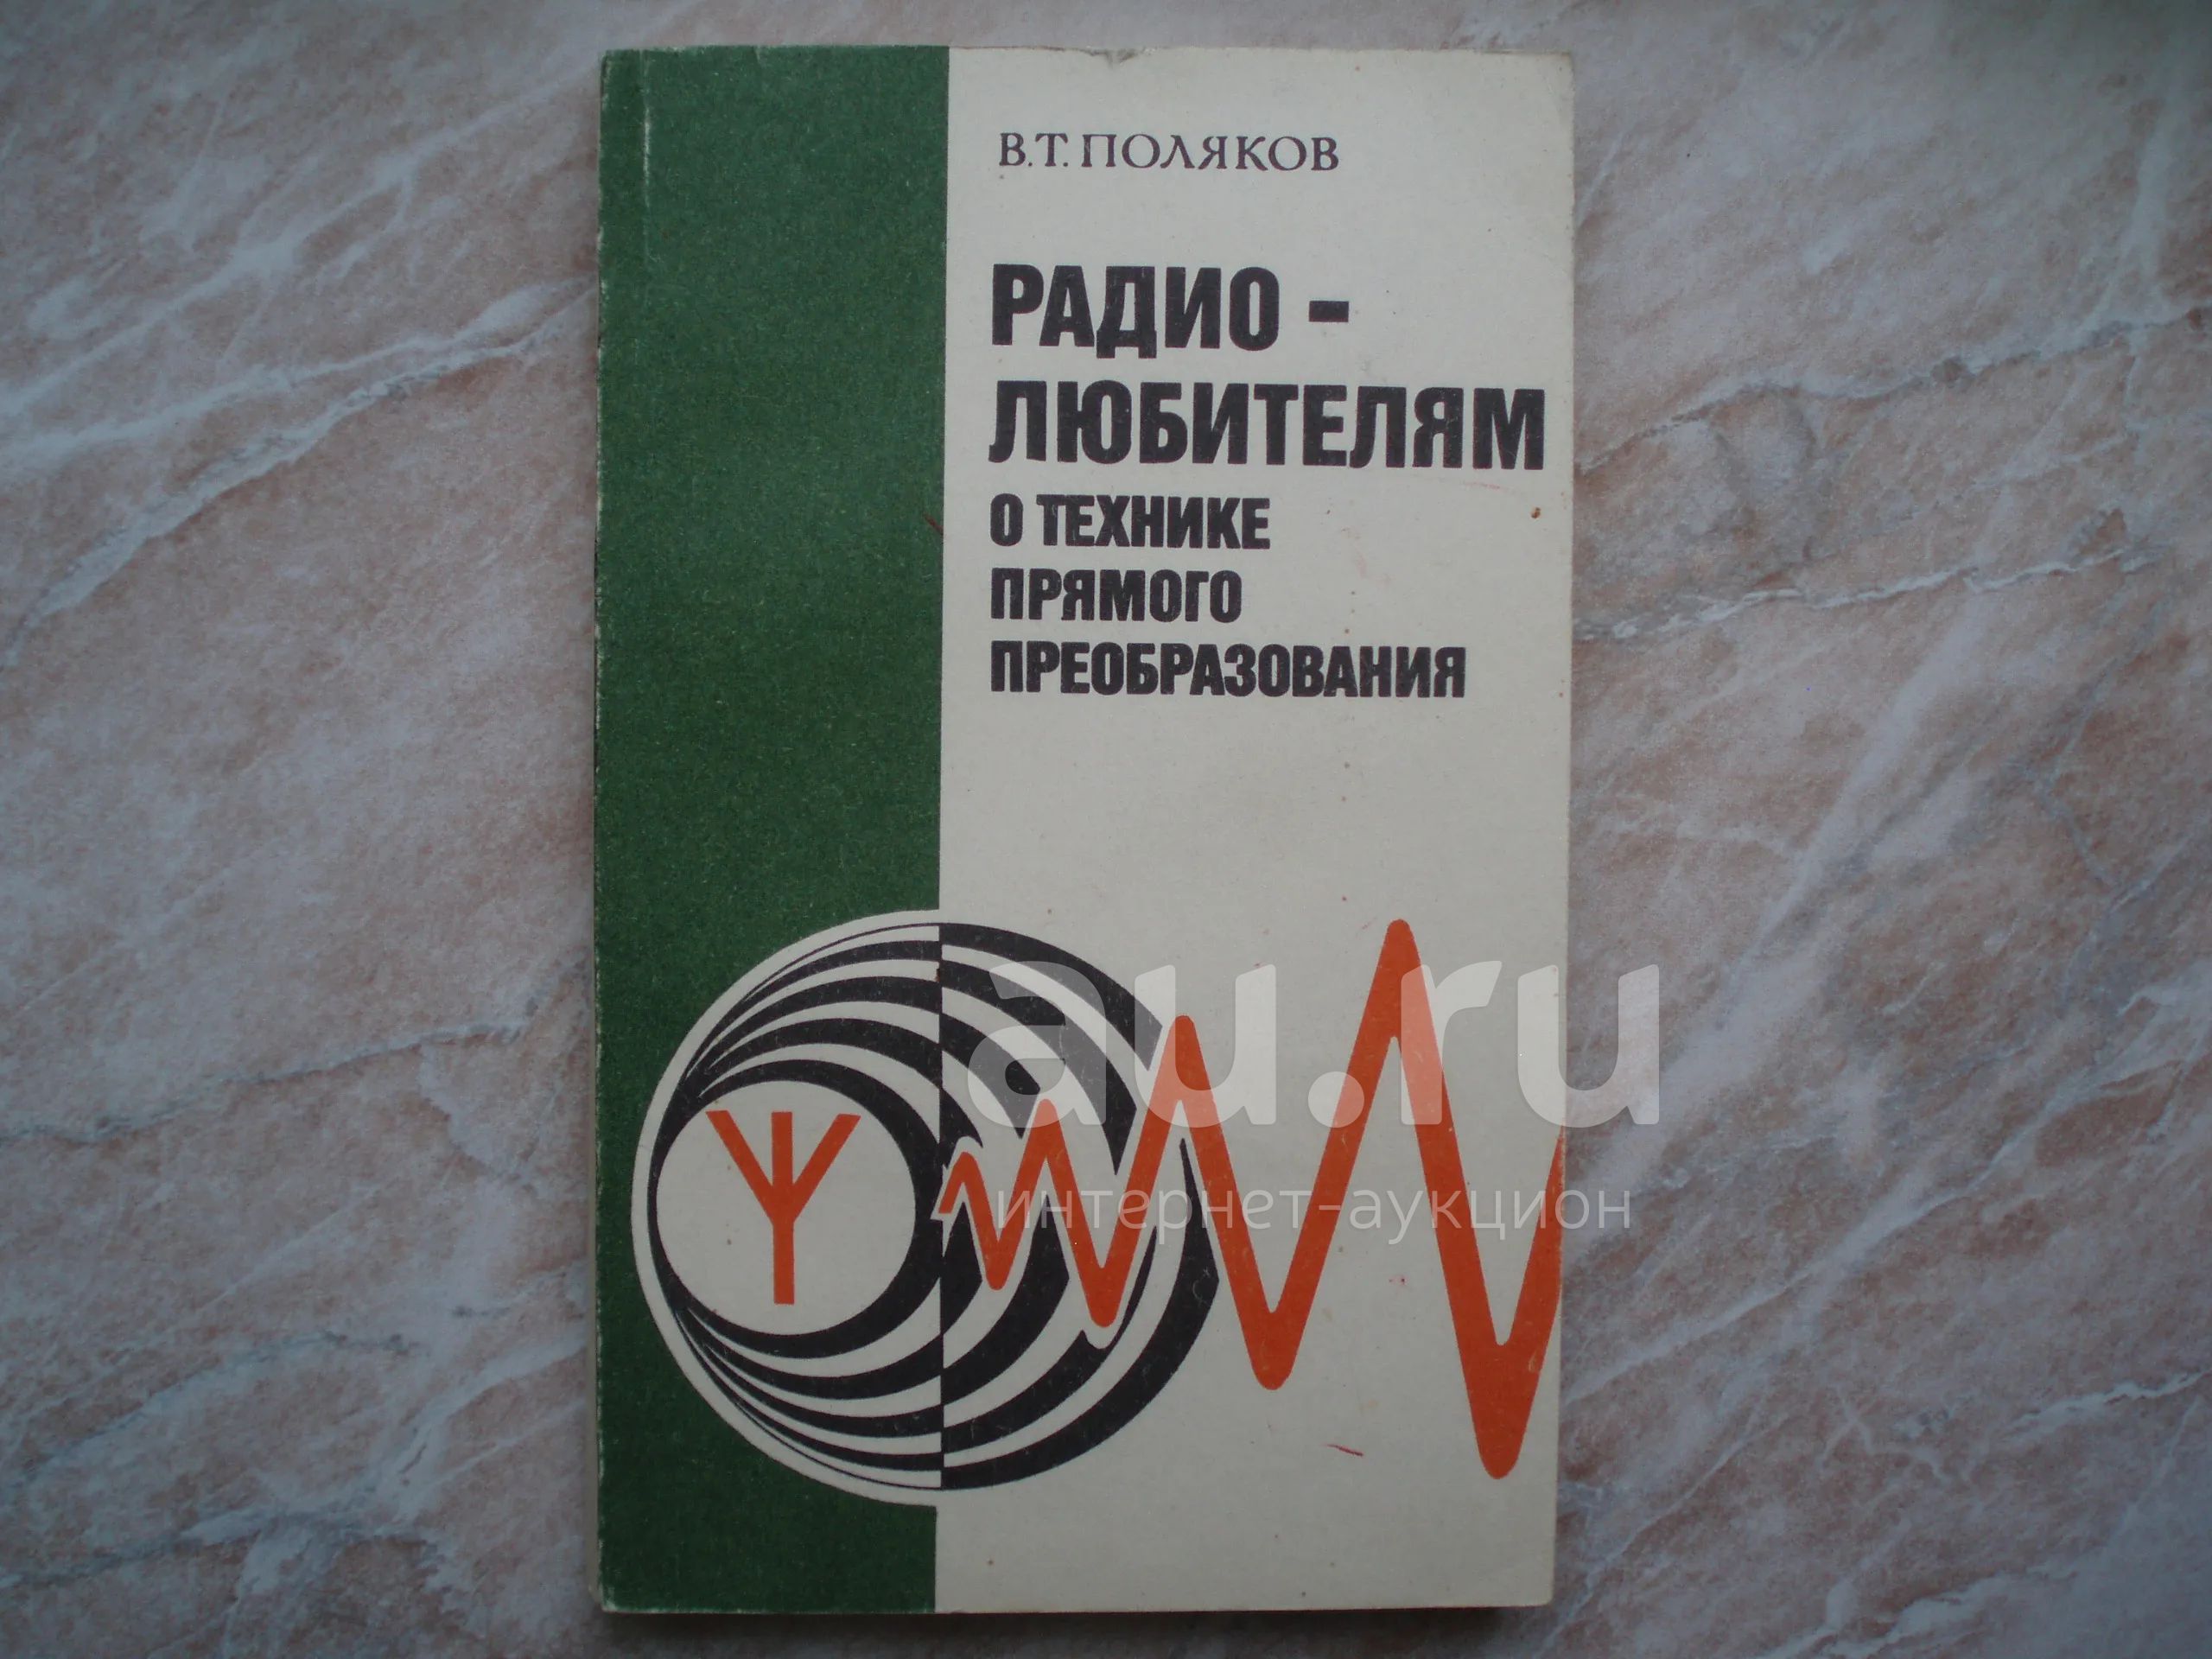 В.Т. ПОЛЯКОВ
РАДИО -
ЛЮБИТЕЛЯМ
О ТЕХНИКЕ
ПРЯМОГО
ПРЕОБРАЗОВАНИЯ
au.ru
интернет-аукцион